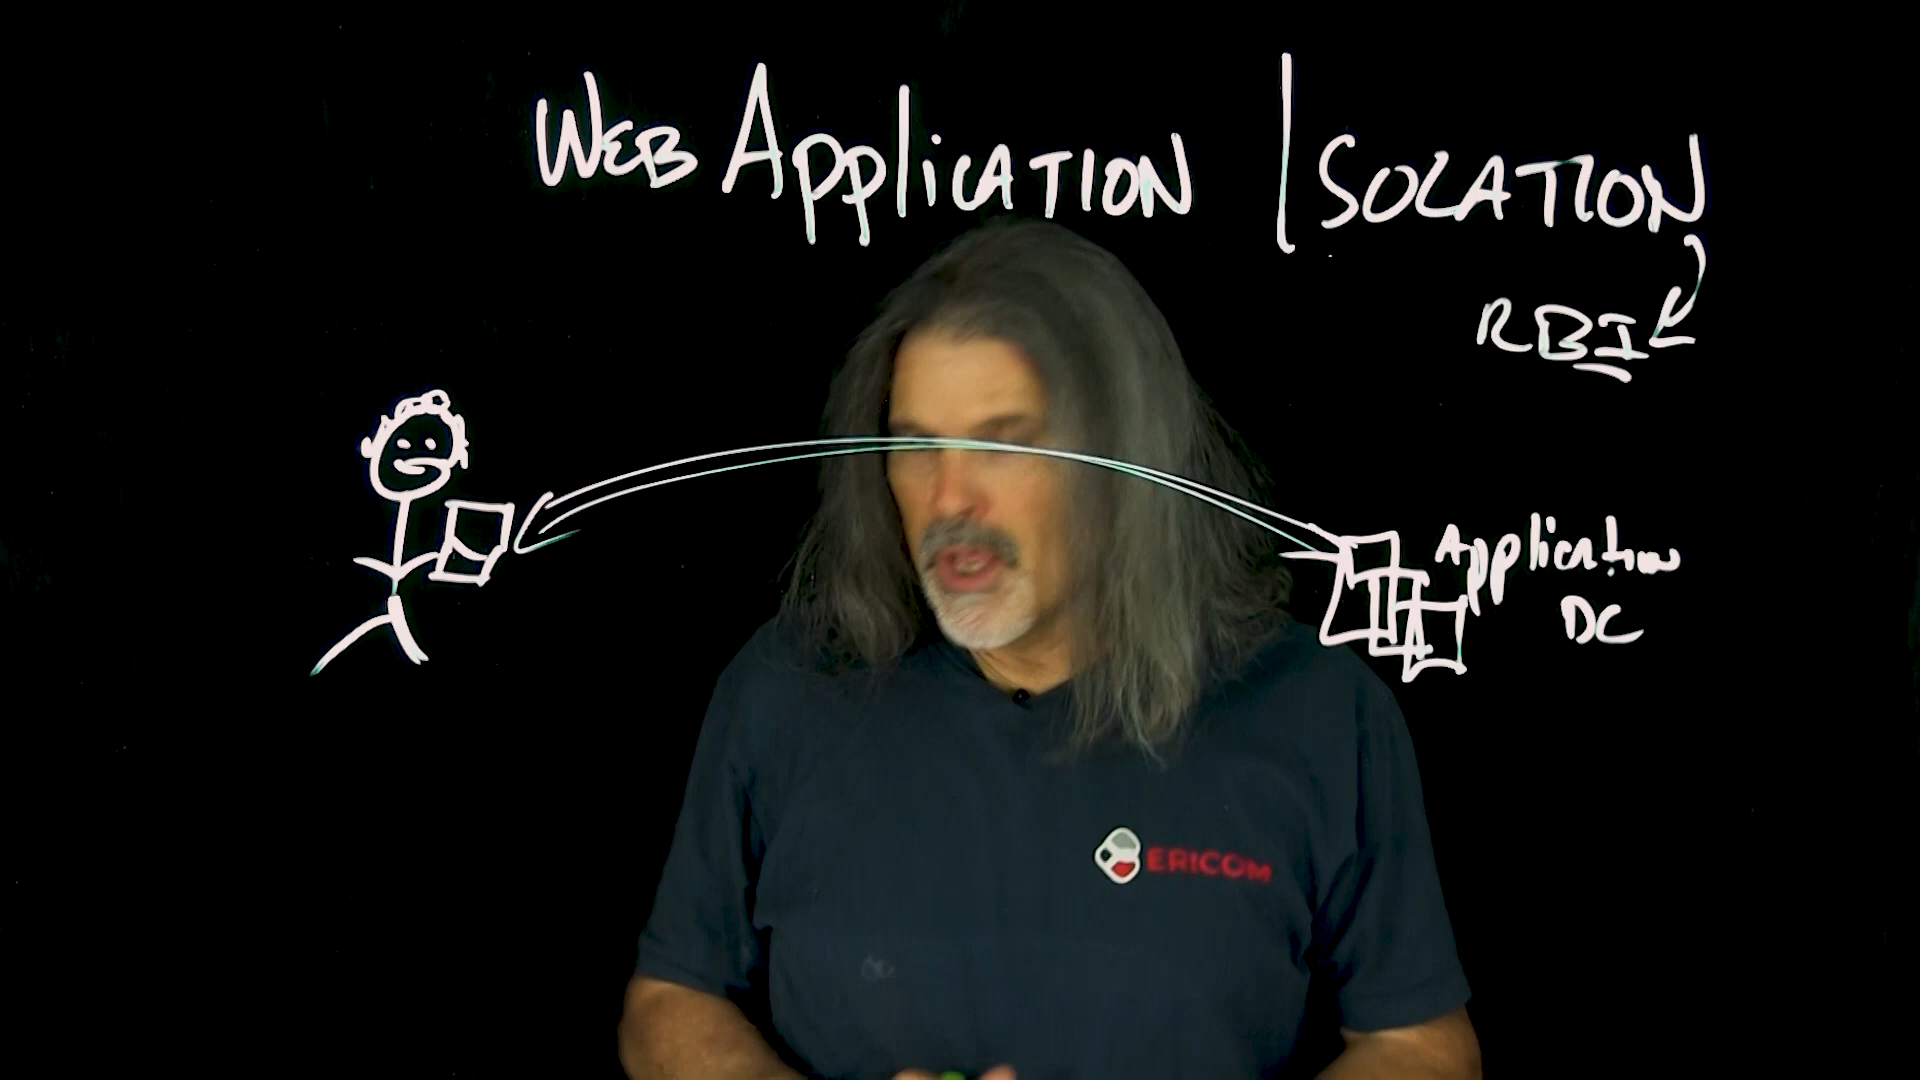 WEB APPlicATION ISOLATION
RBI
Application
DC
ERICOM